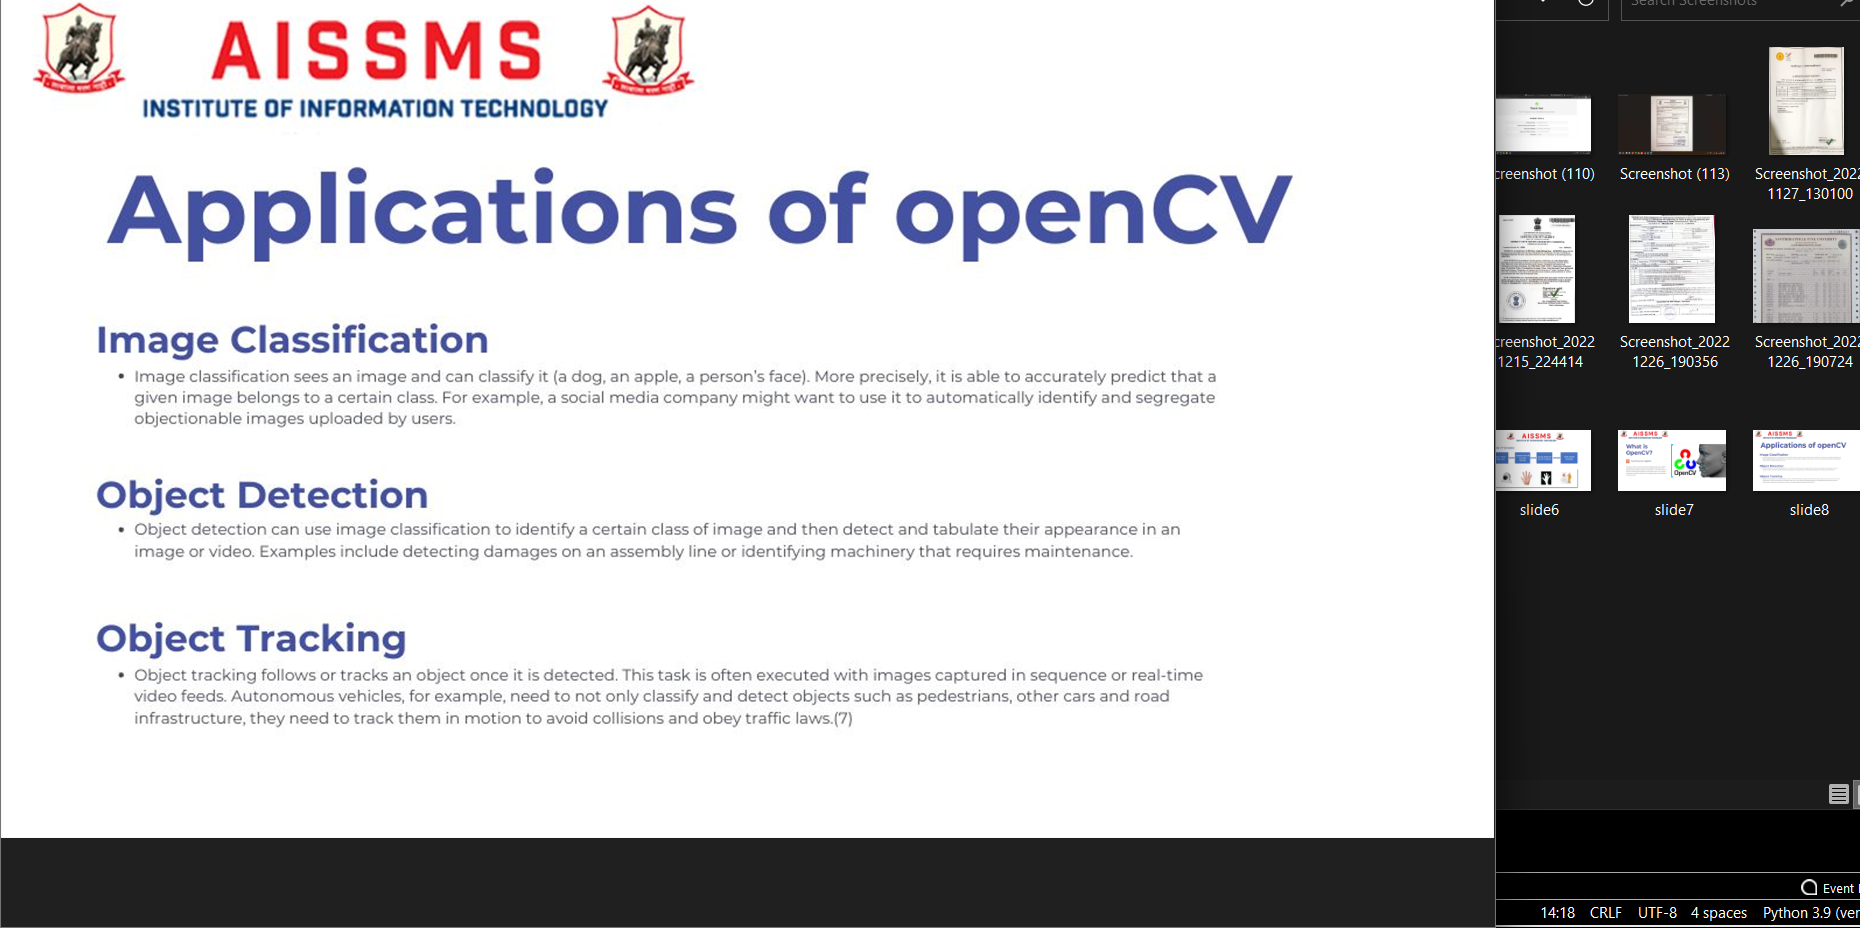 AISSMS
INSTITUTE OF INFORMATION TECHNOLOGY
Applications of openCV
Image Classification
• Image classification sees an image and can classify it (a dog, an apple, a person's face). More precisely, it is able to accurately predict that a
given image belongs to a certain class. For example, a social media company might want to use it to automatically identify and segregate
objectionable images uploaded by users.
Object Detection
• Object detection can use image classification to identify a certain class of image and then detect and tabulate their appearance in an
image or video. Examples include detecting damages on an assembly line or identifying machinery that requires maintenance.
Object Tracking
• Object tracking follows or tracks an object once it is detected. This task is often executed with images captured in sequence or real-time
video feeds. Autonomous vehicles, for example, need to not only classify and detect objects such as pedestrians, other cars and road
infrastructure, they need to track them in motion to avoid collisions and obey traffic laws.(7)
Search Screenshots
creenshot (110)
Screenshot (113)
Screenshot_2022
1127_130100
creenshot_2022
1215_224414
Screenshot_2022
1226_190356
Screenshot_2022
1226_190724
AISSMS
AISSMS
What is
OpenCV?
OpenCV
AISSMS
Applications of openCV
slide6
slide7
slide8
Event
14:18 CRLF UTF-8 4 spaces Python 3.9 (ver